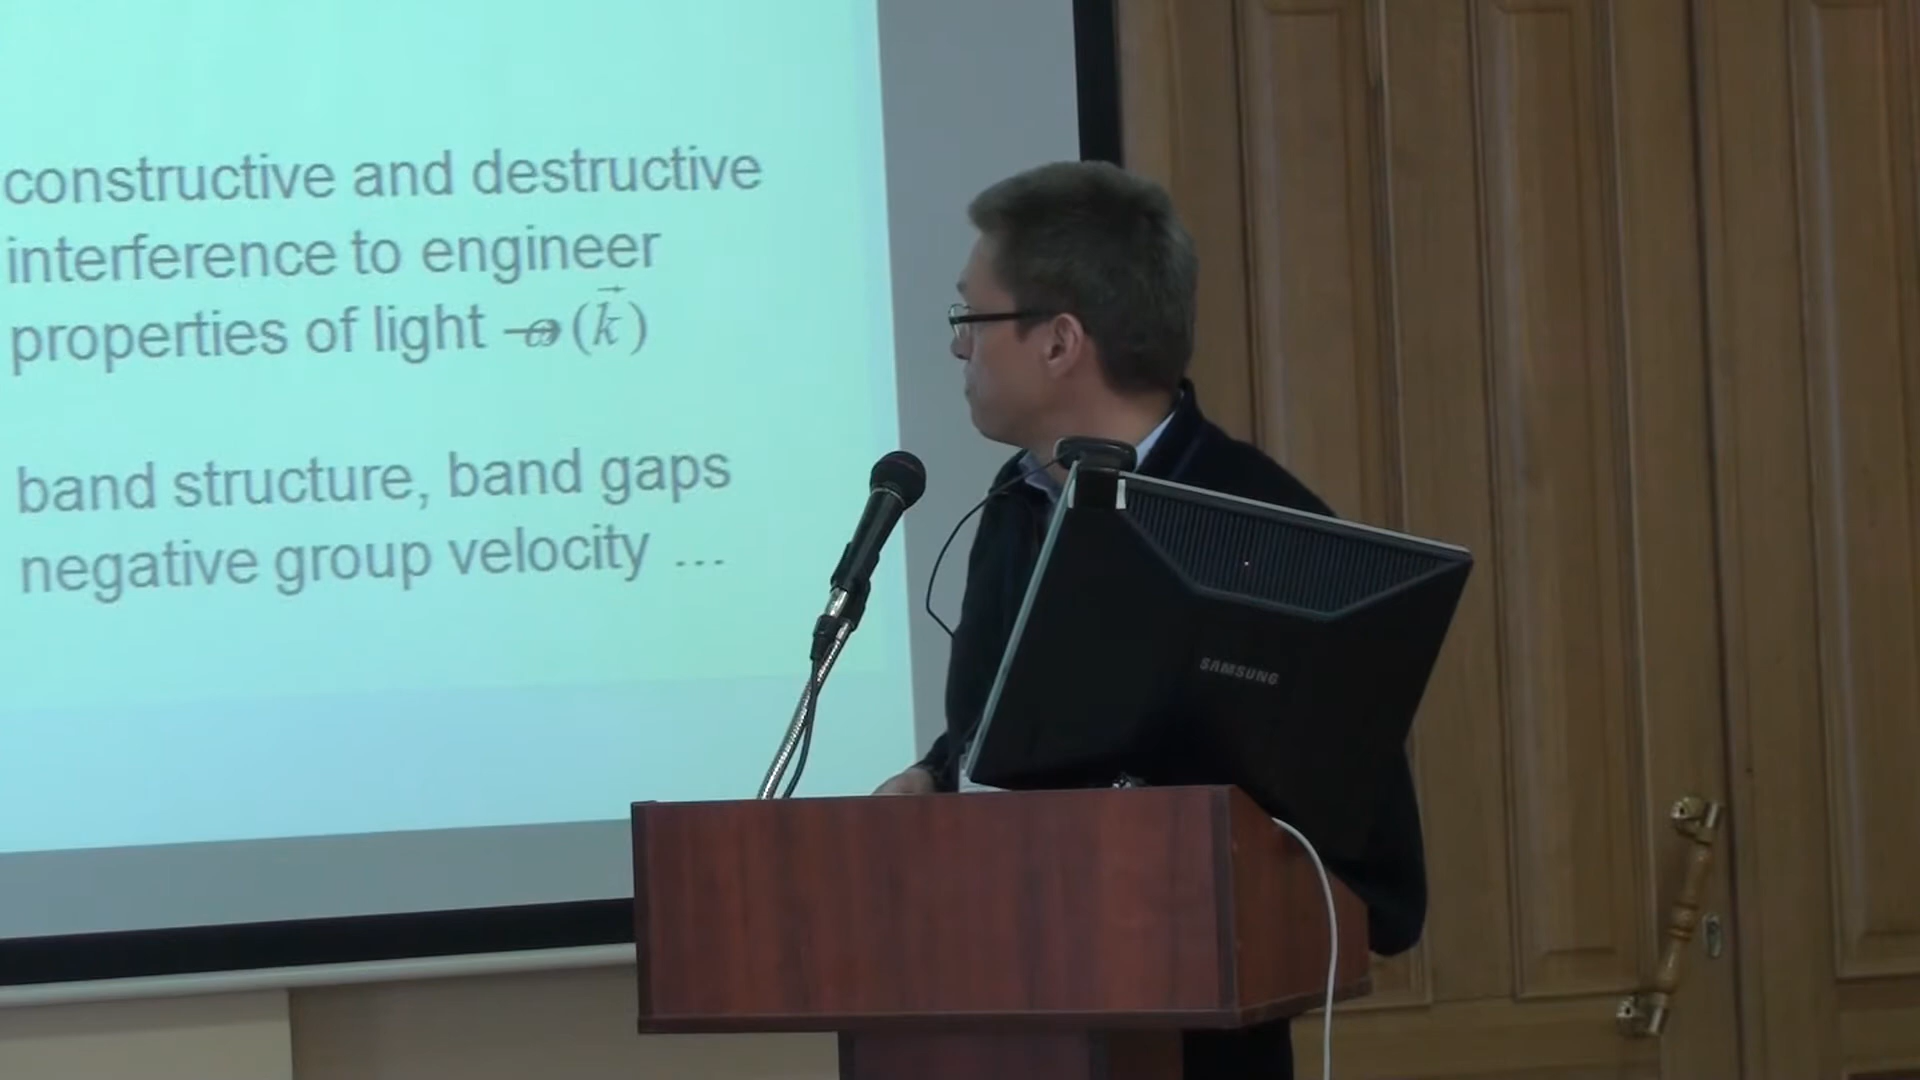 constructive and destructive
interference to engineer
properties of light – ω(k⃗)
band structure, band gaps
negative group velocity ...
SAMSUNG